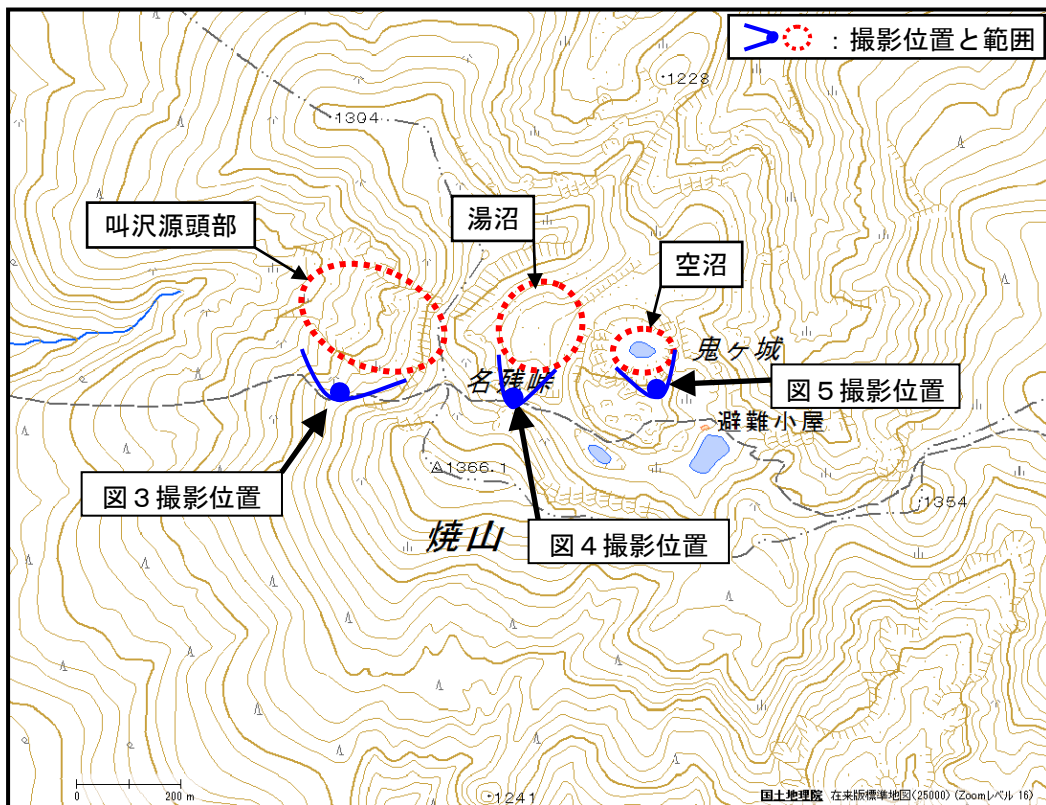 ：撮影位置と範囲
1228
1304
叫沢源頭部
湯沼
空沼
鬼ヶ城
名残峠
図５撮影位置
避難小屋
1366.1
図３撮影位置
1354
焼山
図４撮影位置
0
200 m
1241
国土地理院 在来版標準地図(25000) (Zoomレベル 16)